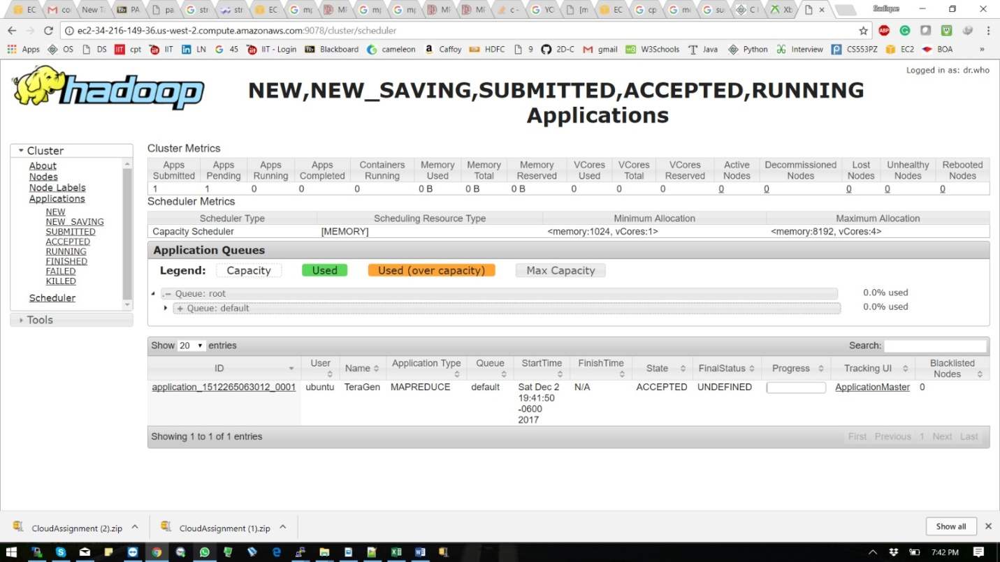 EC
co
New Ta
PA
pa
str
str
EC
mp
MF
mp
mp
MF
MF
c -
YC
[m
EC
cp
me
su
C I
Xb
Sadique
ec2-34-216-149-36.us-west-2.compute.amazonaws.com:9078/cluster/scheduler
Apps OS DS IIT cpt IIT LN 45 IIT - Login Blackboard cameleon Caffoy HDFC 9 2D-C gmail W3Schools Java Python Interview CS553PZ EC2 BOA »
Logged in as: dr.who
hadoop
NEW,NEW_SAVING,SUBMITTED,ACCEPTED,RUNNING
Applications
Cluster
About
Nodes
Node Labels
Applications
NEW
NEW_SAVING
SUBMITTED
ACCEPTED
RUNNING
FINISHED
FAILED
KILLED
Scheduler
Tools
Cluster Metrics
Apps Submitted Apps Pending Apps Running Apps Completed Containers Running Memory Used Memory Total Memory Reserved VCores Used VCores Total VCores Reserved Active Nodes Decommissioned Nodes Lost Nodes Unhealthy Nodes Rebooted Nodes
1 1 0 0 0 0 B 0 B 0 B 0 0 0 0 0 0 0 0
Scheduler Metrics
Scheduler Type Scheduling Resource Type Minimum Allocation Maximum Allocation
Capacity Scheduler [MEMORY] <memory:1024, vCores:1> <memory:8192, vCores:4>
Application Queues
Legend: Capacity Used Used (over capacity) Max Capacity
.– Queue: root 0.0% used
+ Queue: default 0.0% used
Show 20 entries Search:
ID User Name Application Type Queue StartTime FinishTime State FinalStatus Progress Tracking UI Blacklisted Nodes
application_1512265063012_0001 ubuntu TeraGen MAPREDUCE default Sat Dec 2 N/A ACCEPTED UNDEFINED ApplicationMaster 0
19:41:50
-0600
2017
Showing 1 to 1 of 1 entries First Previous 1 Next Last
CloudAssignment (2).zip CloudAssignment (1).zip Show all
7:42 PM